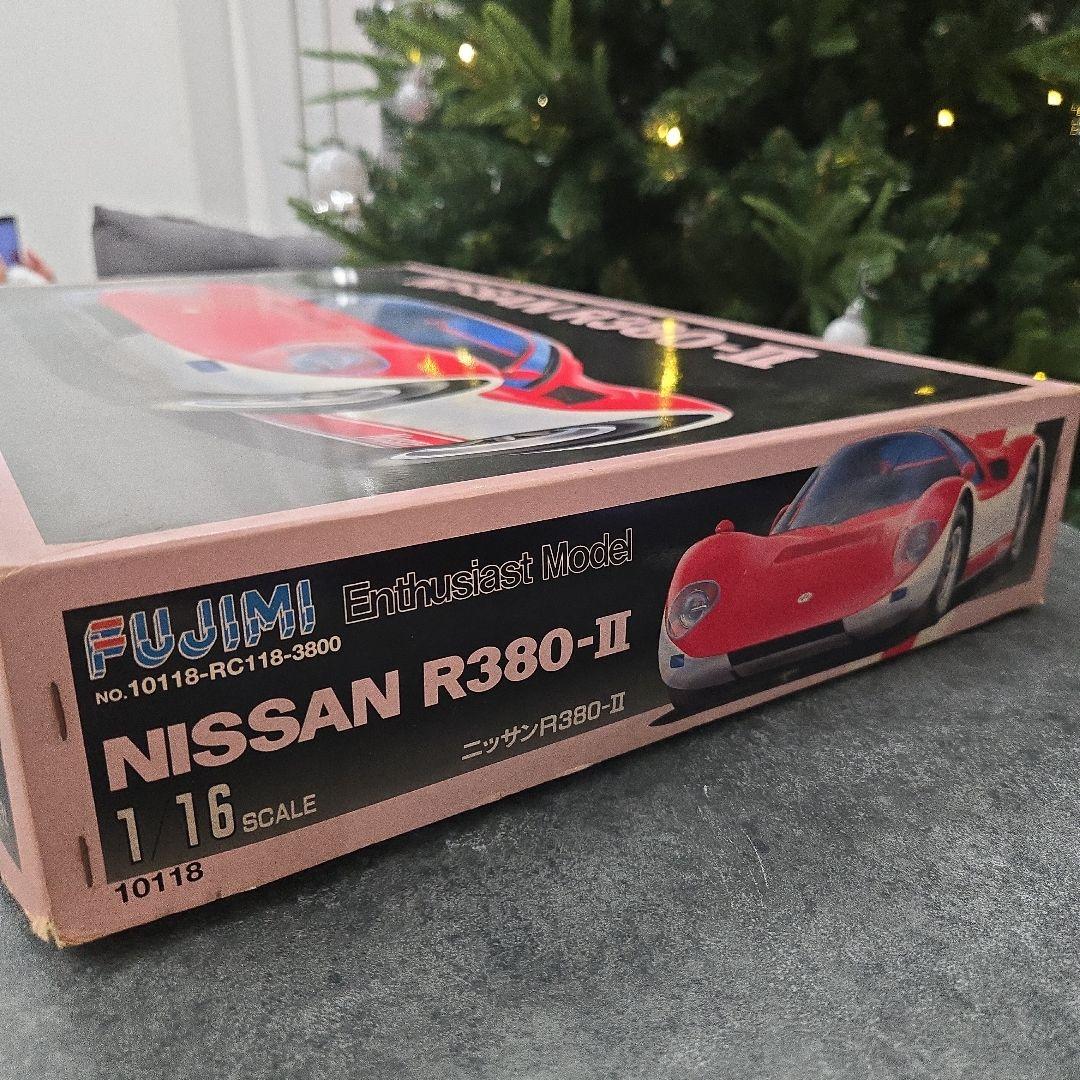 FUJIMI Enthusiast Model
NO.10118-RC118-3800
NISSAN R380-II
ニッサンR380-II
1/16 SCALE
10118